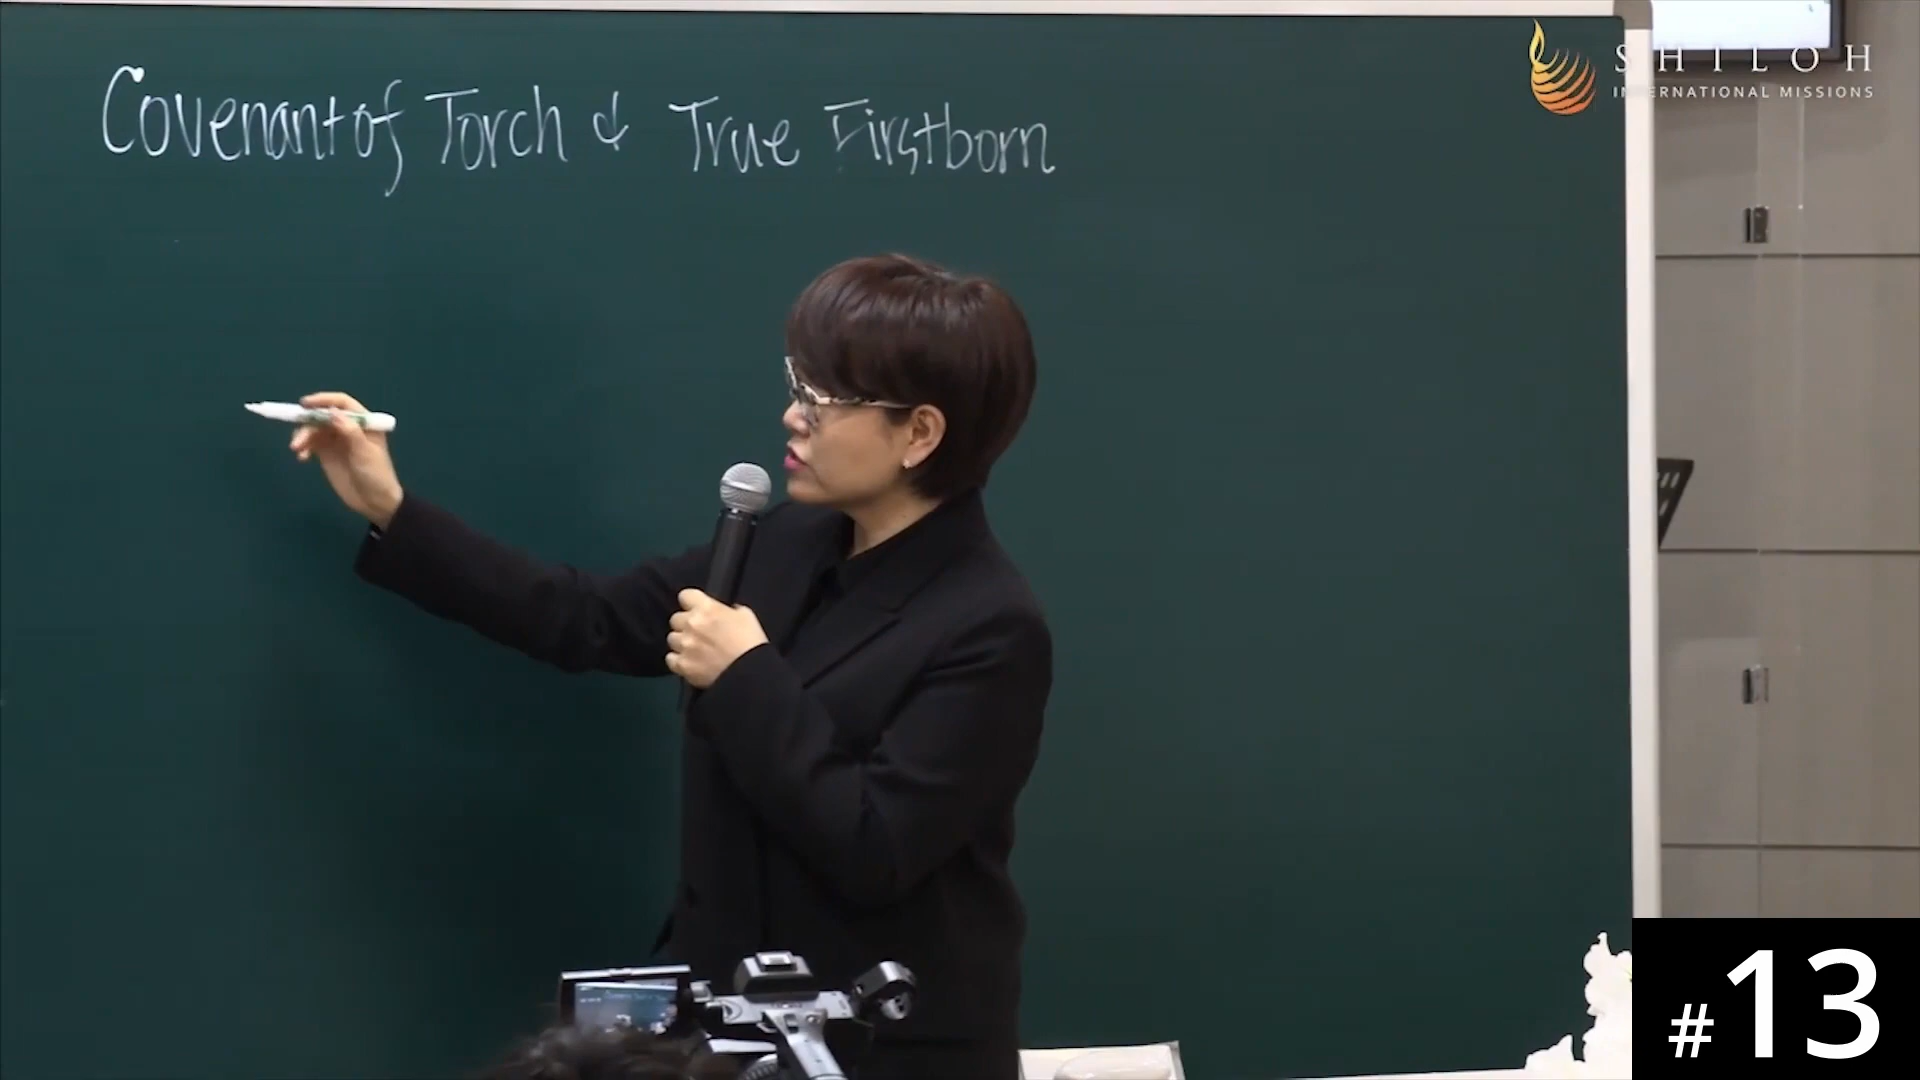 Covenant of Torch & True Firstborn
SHILOH
INTERNATIONAL MISSIONS
#13